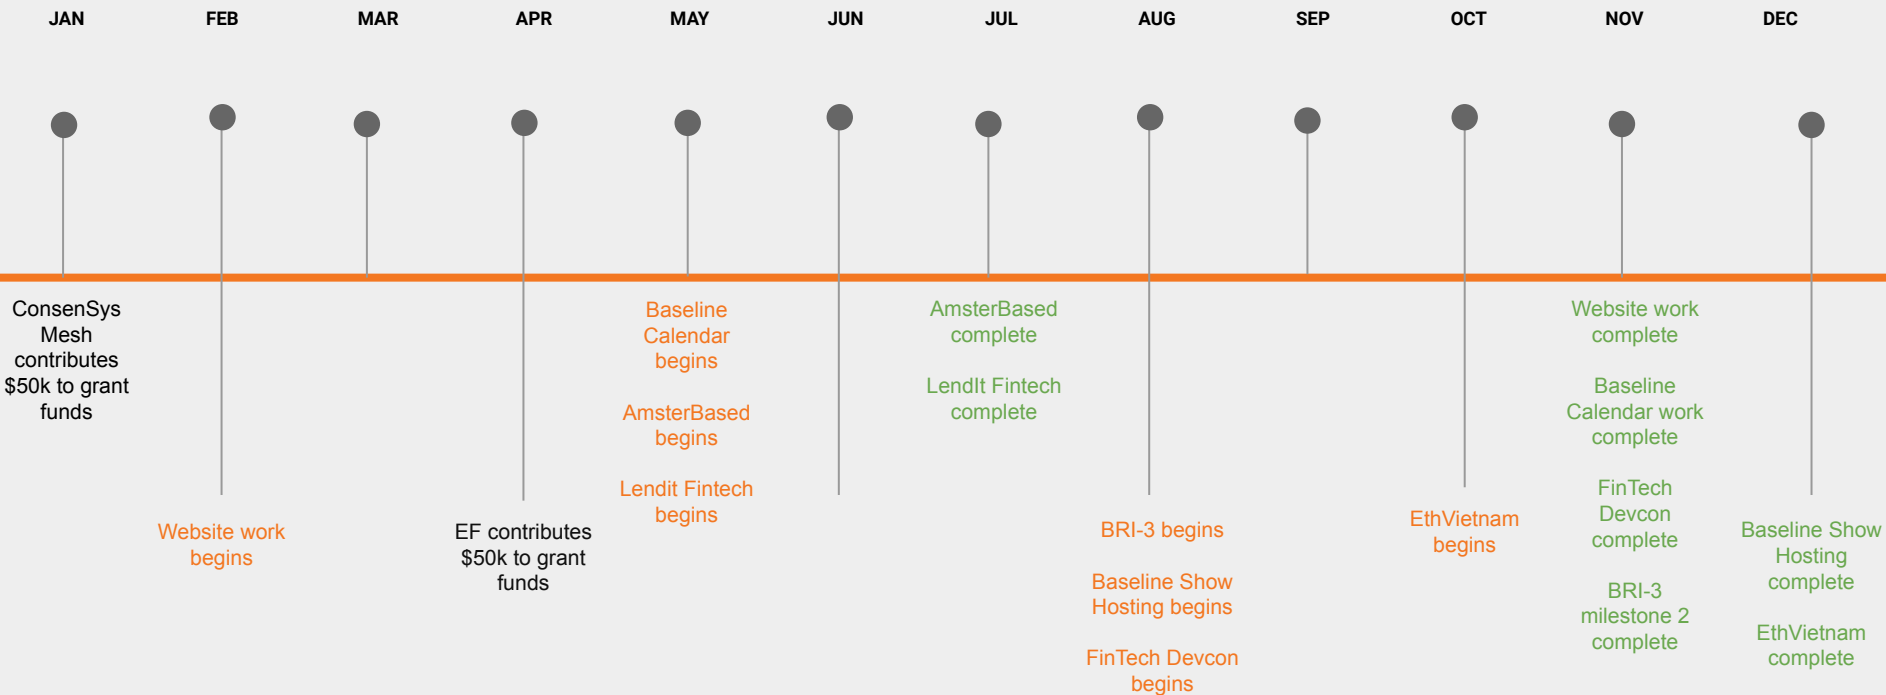 JAN FEB MAR APR MAY JUN JUL AUG SEP OCT NOV DEC
ConsenSys
Mesh
contributes
$50k to grant
funds
Website work
begins
EF contributes
$50k to grant
funds
Baseline
Calendar
begins
AmsterBased
begins
Lendit Fintech
begins
AmsterBased
complete
LendIt Fintech
complete
BRI-3 begins
Baseline Show
Hosting begins
FinTech Devcon
begins
EthVietnam
begins
Website work
complete
Baseline
Calendar work
complete
FinTech
Devcon
complete
BRI-3
milestone 2
complete
Baseline Show
Hosting
complete
EthVietnam
complete